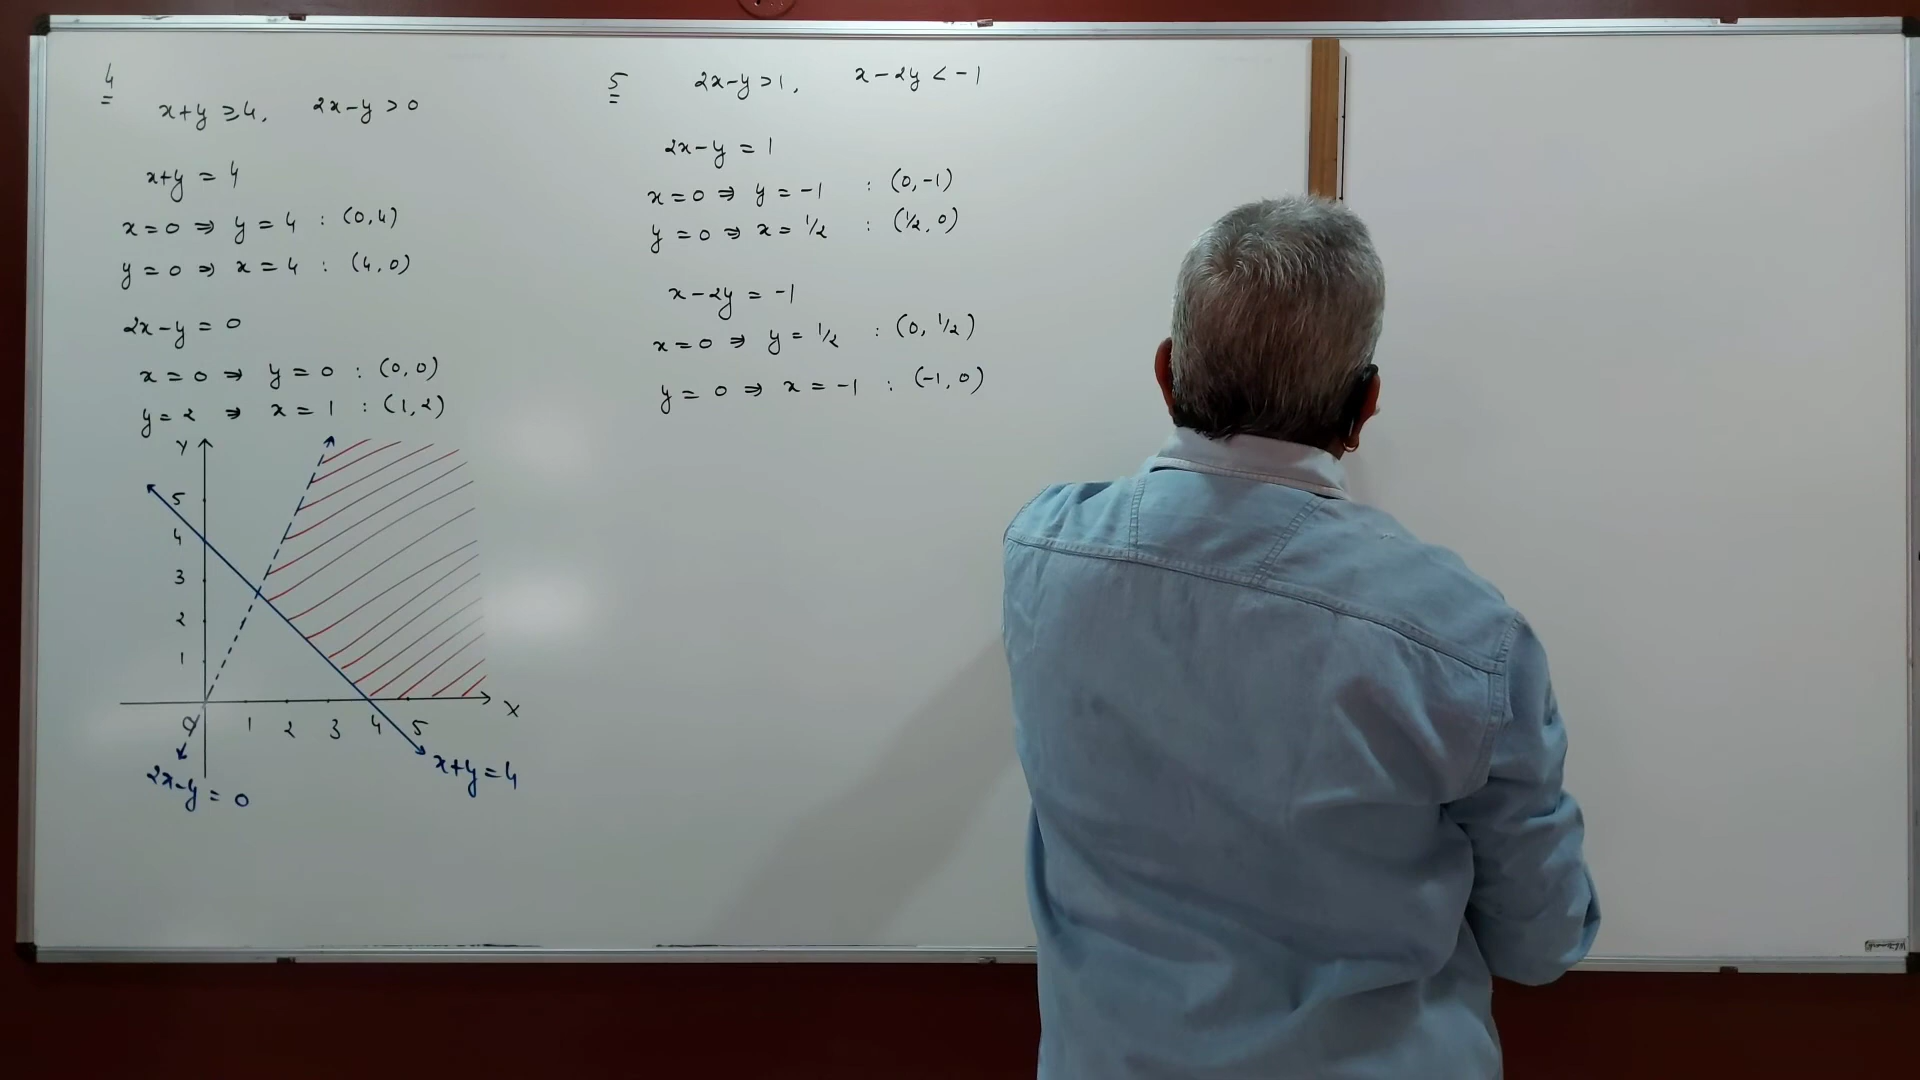 4
x+y ≥ 4, 2x-y > 0
x+y = 4
x = 0 ⇒ y = 4 : (0,4)
y = 0 ⇒ x = 4 : (4,0)
2x-y = 0
x = 0 ⇒ y = 0 : (0,0)
y = 2 ⇒ x = 1 : (1,2)
Y
5
4
3
2
1
O 1 2 3 4 5 X
2x-y = 0
x+y = 4
5
2x-y > 1, x-2y < -1
2x-y = 1
x = 0 ⇒ y = -1 : (0,-1)
y = 0 ⇒ x = 1/2 : (1/2, 0)
x-2y = -1
x = 0 ⇒ y = 1/2 : (0, 1/2)
y = 0 ⇒ x = -1 : (-1, 0)